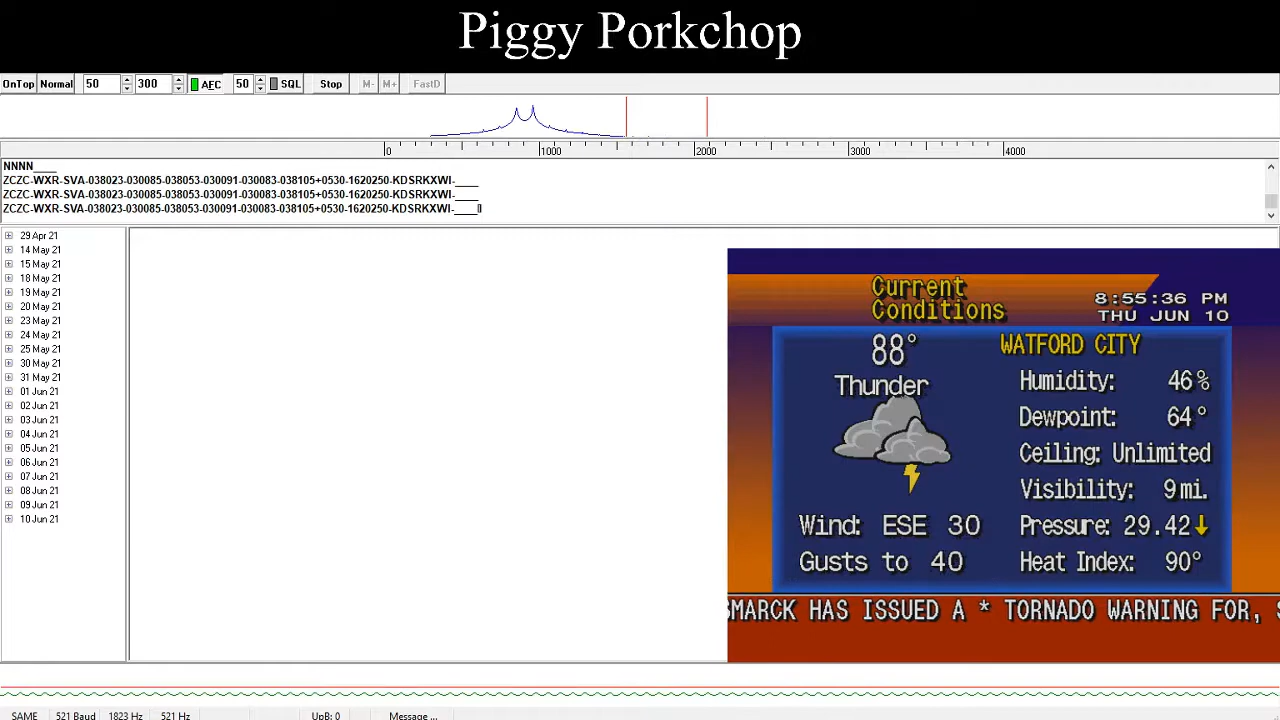 Piggy Porkchop
OnTop Normal 50 300 AFC 50 SQL Stop M- M+ FastD
0 1000 2000 3000 4000
NNNN____
ZCZC-WXR-SVA-038023-030085-038053-030091-030083-038105+0530-1620250-KDSRKXWI-____
ZCZC-WXR-SVA-038023-030085-038053-030091-030083-038105+0530-1620250-KDSRKXWI-____
ZCZC-WXR-SVA-038023-030085-038053-030091-030083-038105+0530-1620250-KDSRKXWI-____
29 Apr 21
14 May 21
15 May 21
18 May 21
19 May 21
20 May 21
23 May 21
24 May 21
25 May 21
30 May 21
31 May 21
01 Jun 21
02 Jun 21
03 Jun 21
04 Jun 21
05 Jun 21
06 Jun 21
07 Jun 21
08 Jun 21
09 Jun 21
10 Jun 21
Current
Conditions
8:55:36 PM
THU JUN 10
88°
Thunder
Wind: ESE 30
Gusts to 40
WATFORD CITY
Humidity: 46%
Dewpoint: 64°
Ceiling: Unlimited
Visibility: 9 mi.
Pressure: 29.42↓
Heat Index: 90°
SMARCK HAS ISSUED A * TORNADO WARNING FOR, S
SAME 521 Baud 1823 Hz 521 Hz UpB: 0 Message ...